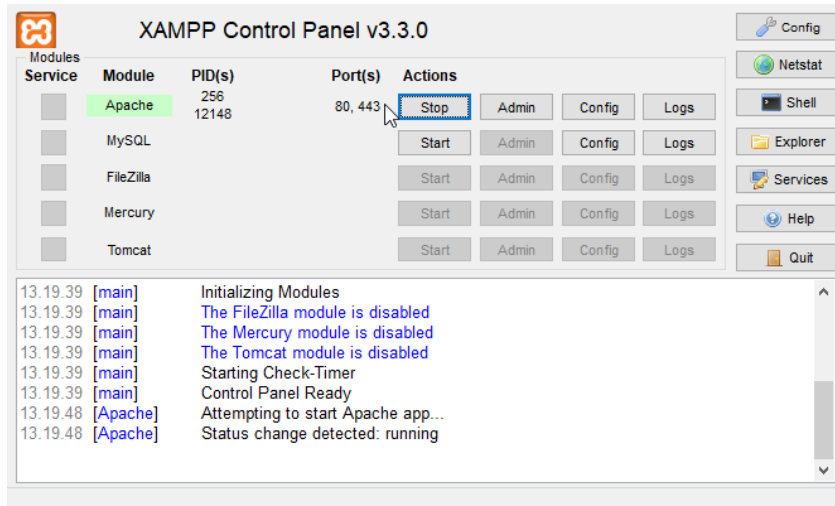 XAMPP Control Panel v3.3.0
Config
Modules
Service Module PID(s) Port(s) Actions
Netstat
Apache 256 12148 80, 443 Stop Admin Config Logs
Shell
MySQL Start Admin Config Logs
Explorer
FileZilla Start Admin Config Logs
Services
Mercury Start Admin Config Logs
Help
Tomcat Start Admin Config Logs
Quit
13.19.39 [main] Initializing Modules
13.19.39 [main] The FileZilla module is disabled
13.19.39 [main] The Mercury module is disabled
13.19.39 [main] The Tomcat module is disabled
13.19.39 [main] Starting Check-Timer
13.19.39 [main] Control Panel Ready
13.19.48 [Apache] Attempting to start Apache app...
13.19.48 [Apache] Status change detected: running